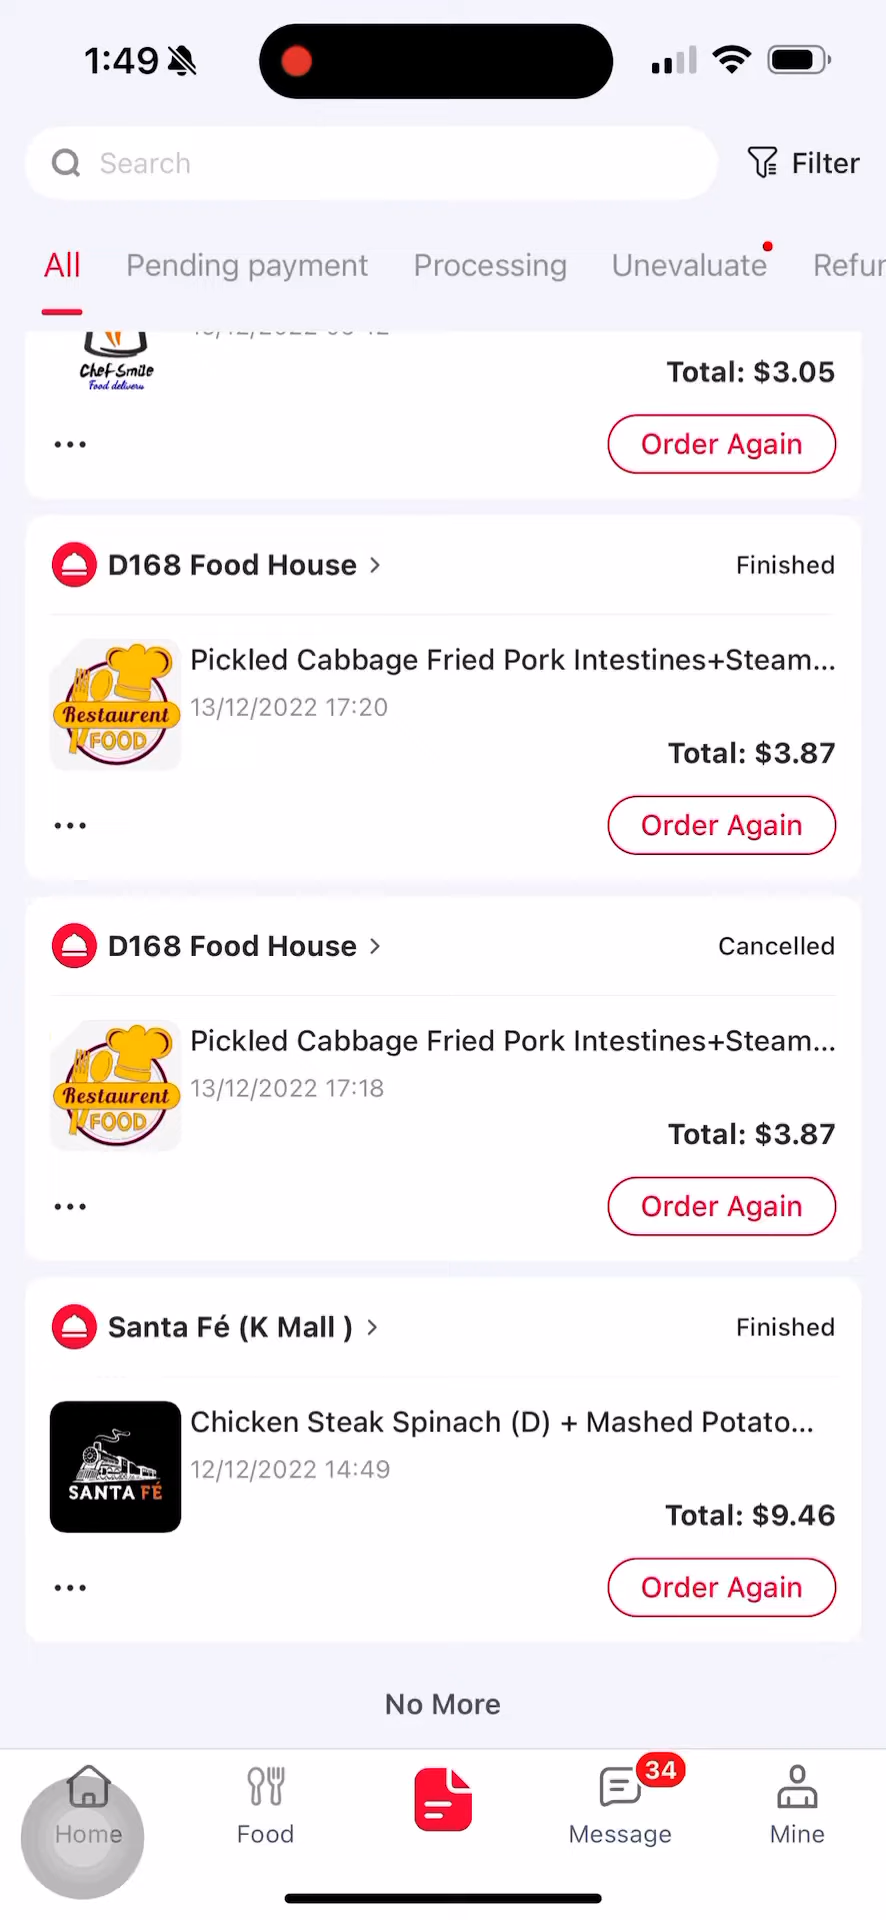 1:49
Search
Filter
All
Pending payment
Processing
Unevaluate
Refur
Chef-Smile
Food delivery
Total: $3.05
Order Again
D168 Food House
Finished
Restaurent
FOOD
Pickled Cabbage Fried Pork Intestines+Steam...
13/12/2022 17:20
Total: $3.87
Order Again
D168 Food House
Cancelled
Restaurent
FOOD
Pickled Cabbage Fried Pork Intestines+Steam...
13/12/2022 17:18
Total: $3.87
Order Again
Santa Fé (K Mall )
Finished
SANTA FÉ
Chicken Steak Spinach (D) + Mashed Potato...
12/12/2022 14:49
Total: $9.46
Order Again
No More
Home
Food
34
Message
Mine